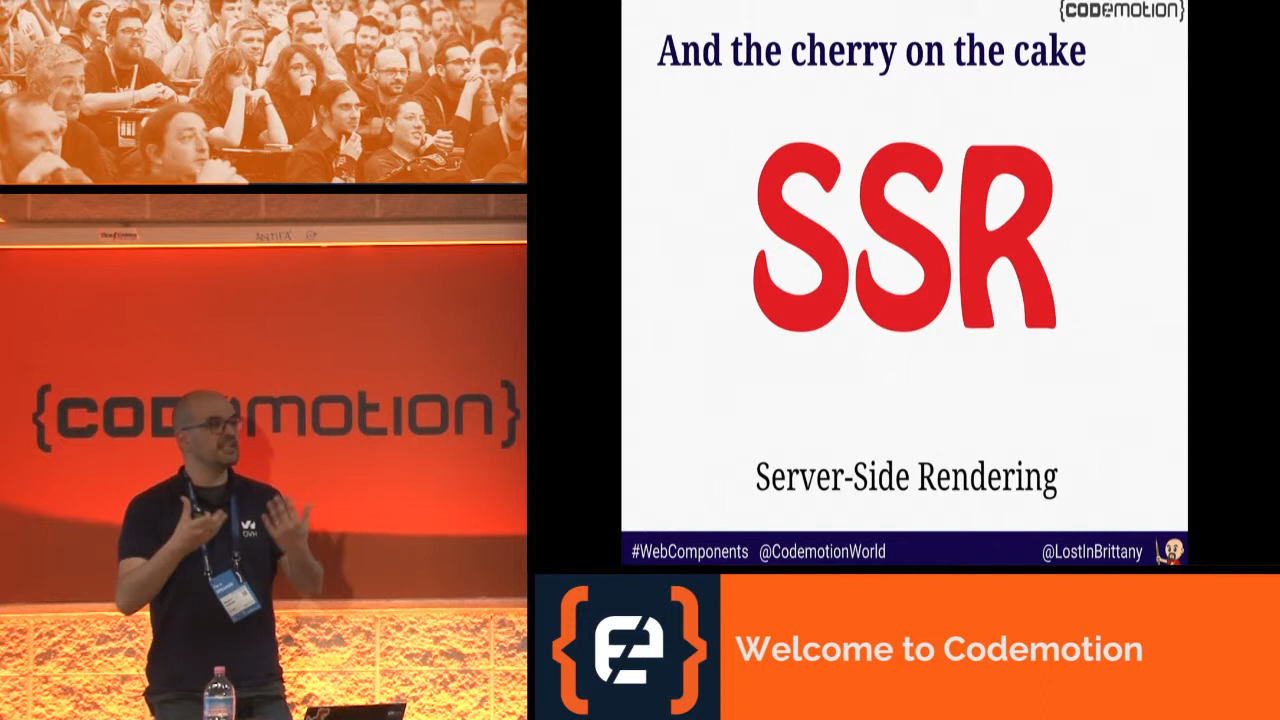 {codemotion}
And the cherry on the cake
SSR
Server-Side Rendering
#WebComponents @CodemotionWorld
@LostInBrittany
ANTIFA
{codemotion}
OVH
Welcome to Codemotion